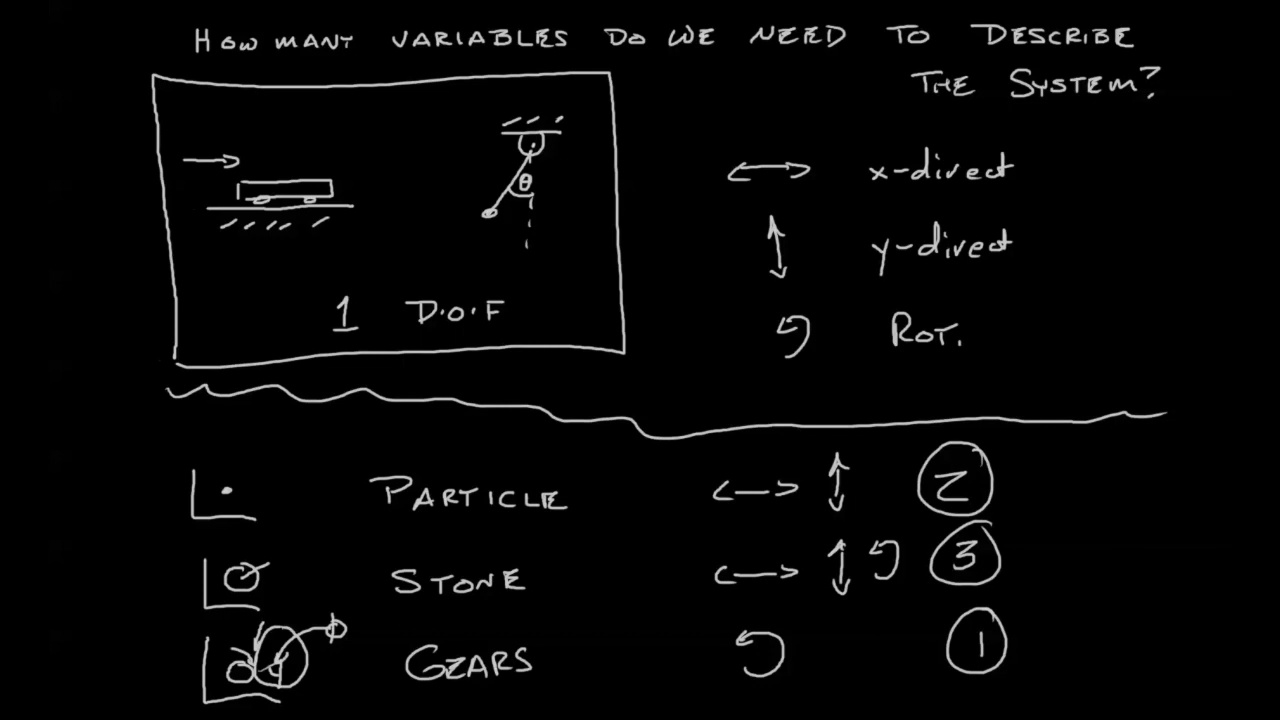 HOW MANY VARIABLES DO WE NEED TO DESCRIBE
THE SYSTEM?
x-direct
θ
y-direct
1 D.O.F
ROT.
PARTICLE 2
STONE 3
φ
GEARS 1